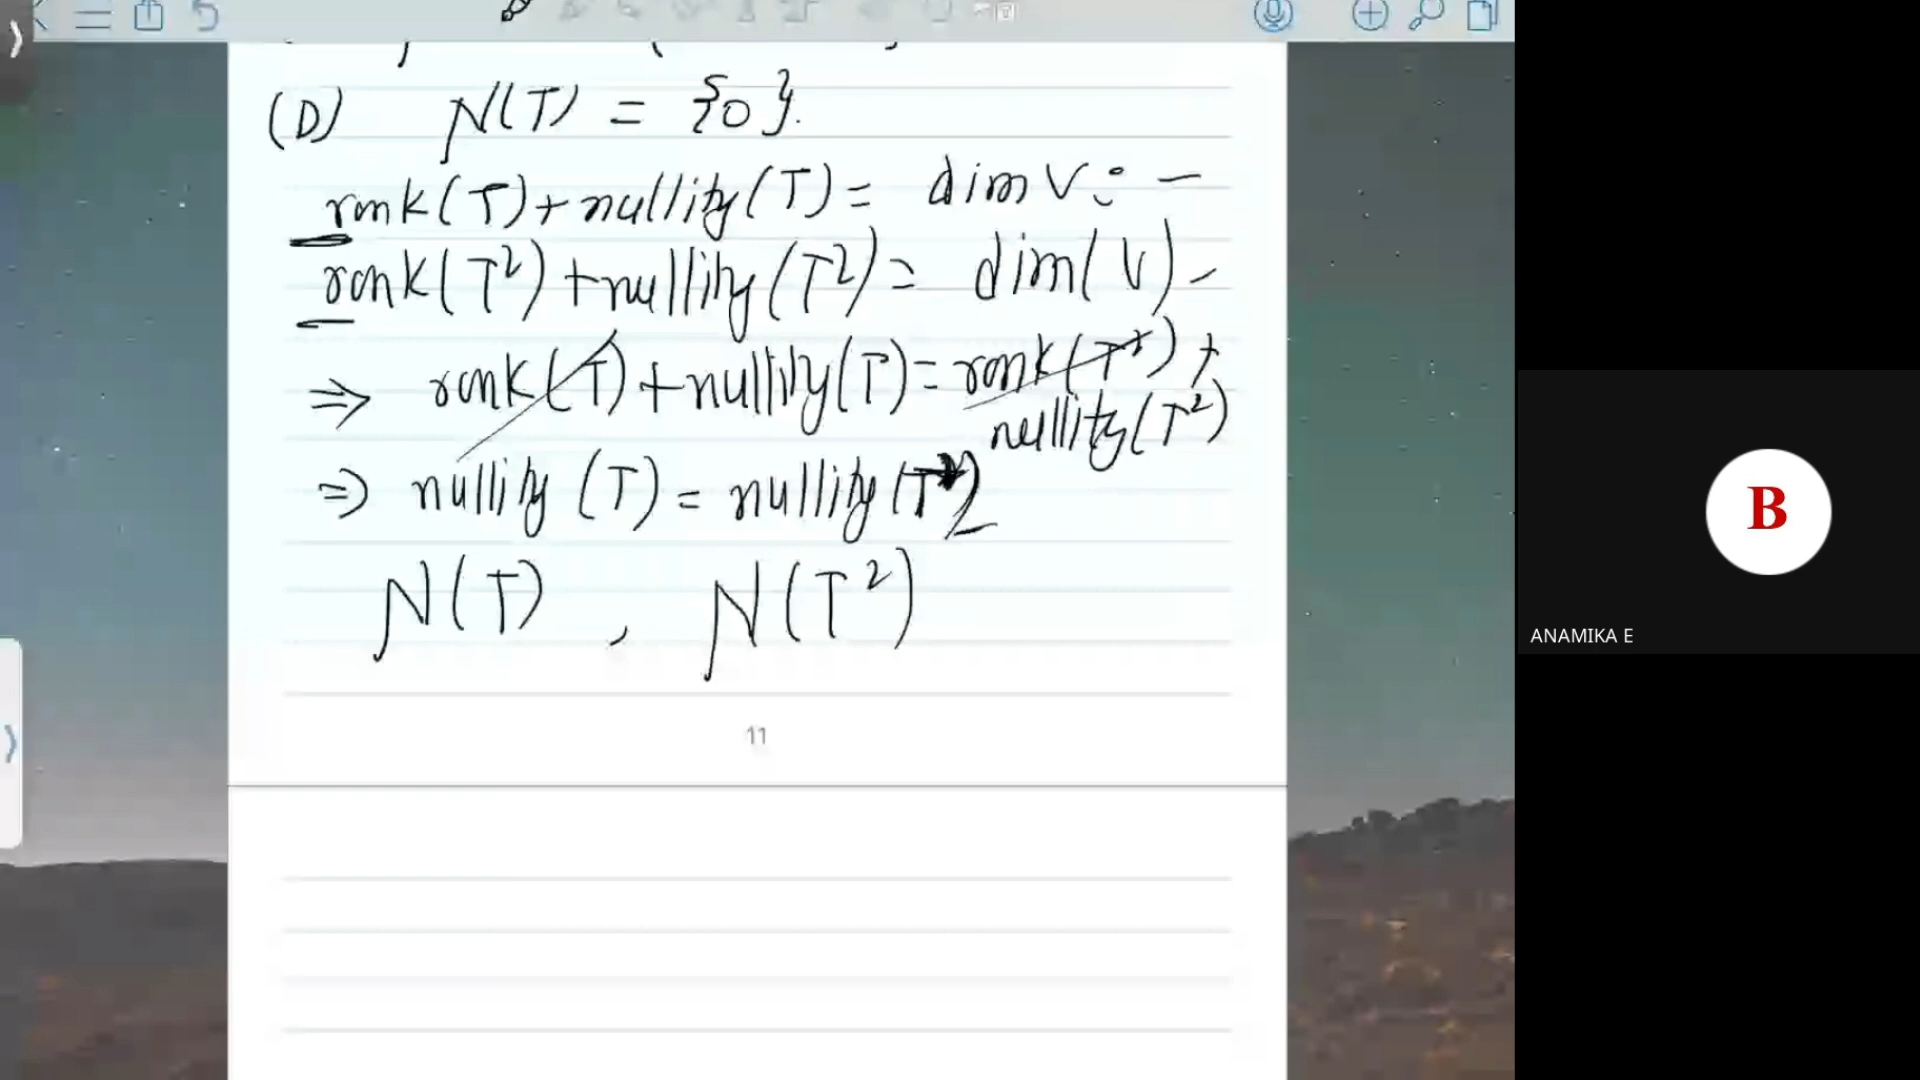 (D) N(T) = {0}.
rank(T)+nullity(T) = dim V : -
rank(T²)+nullity(T²) = dim(V) -
⇒ rank(T)+nullity(T) = rank(T²) +
nullity(T²)
⇒ nullity (T) = nullity(T²)
N(T) , N(T²)
11
B
ANAMIKA E